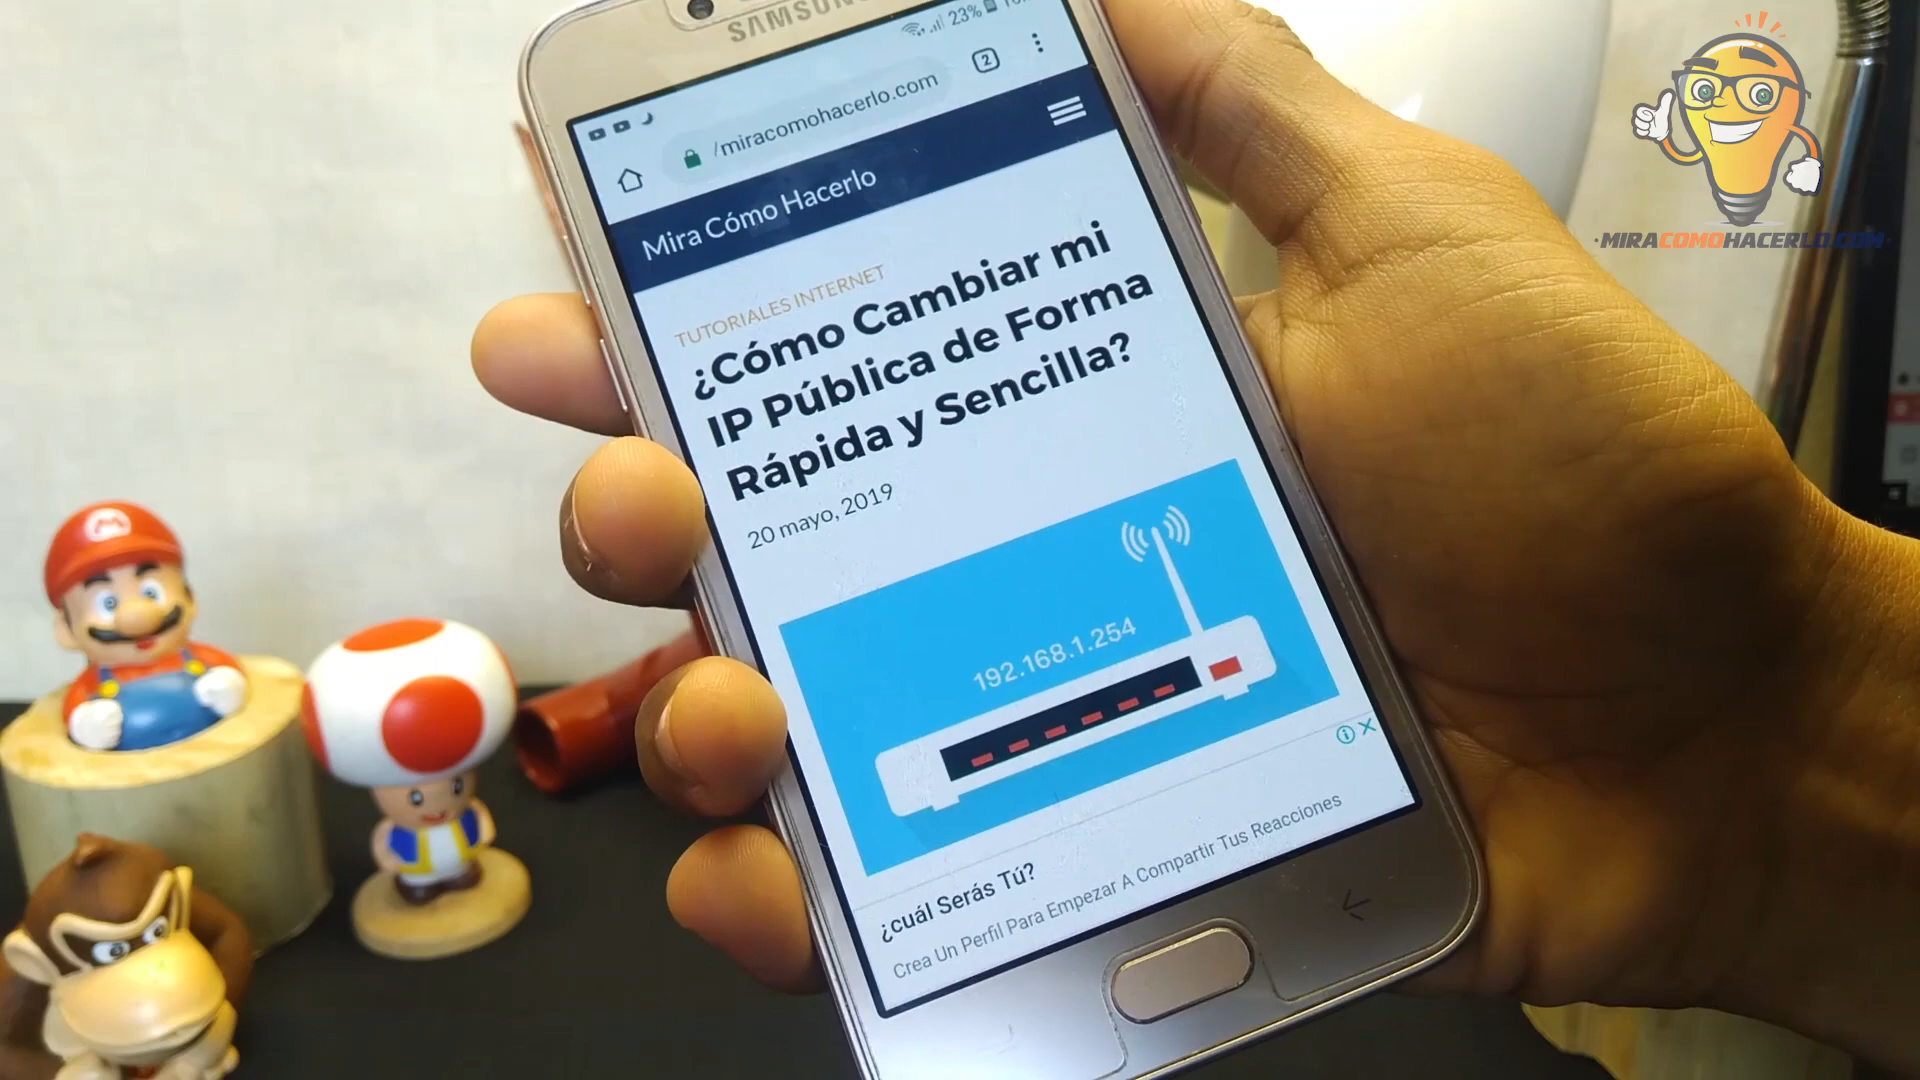 SAMSUNG
23%
2
/miracomohacerlo.com
Mira Cómo Hacerlo
TUTORIALES INTERNET
¿Cómo Cambiar mi
IP Pública de Forma
Rápida y Sencilla?
20 mayo, 2019
192.168.1.254
¿cuál Serás Tú?
Crea Un Perfil Para Empezar A Compartir Tus Reacciones
·MIRACOMOHACERLO.COM·
M